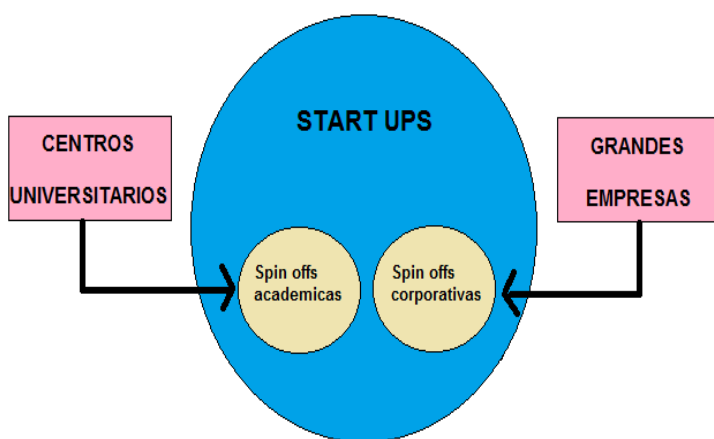 START UPS
CENTROS
UNIVERSITARIOS
GRANDES
EMPRESAS
Spin offs
academicas
Spin offs
corporativas